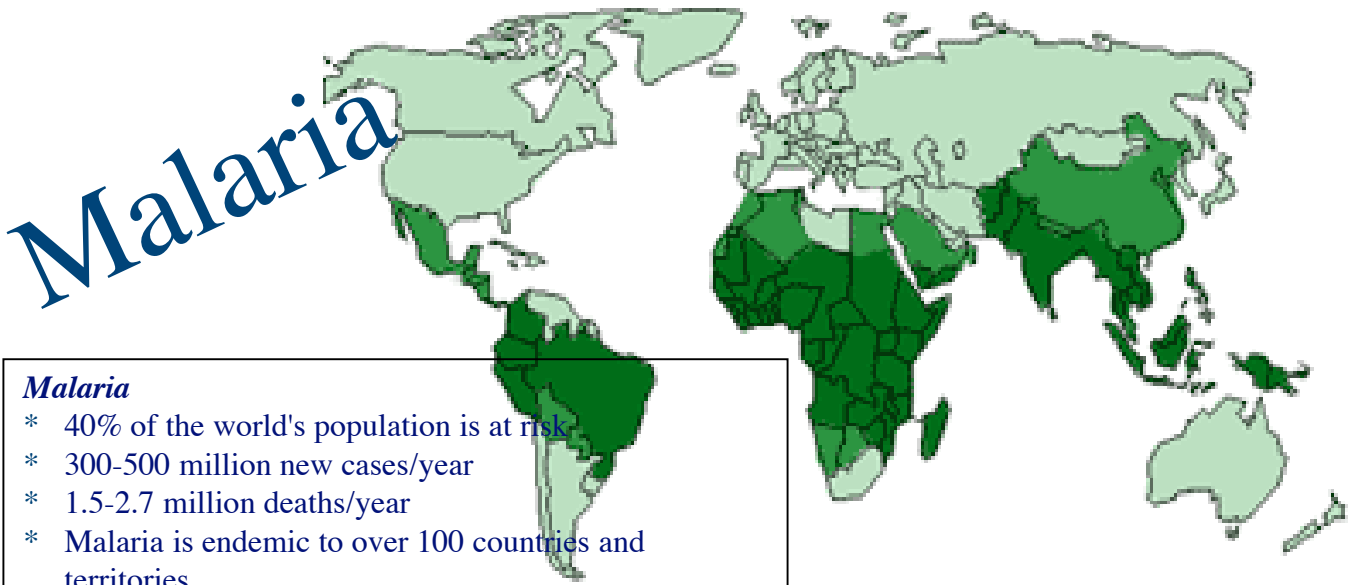 Malaria
Malaria
* 40% of the world's population is at risk
* 300-500 million new cases/year
* 1.5-2.7 million deaths/year
* Malaria is endemic to over 100 countries and
territories